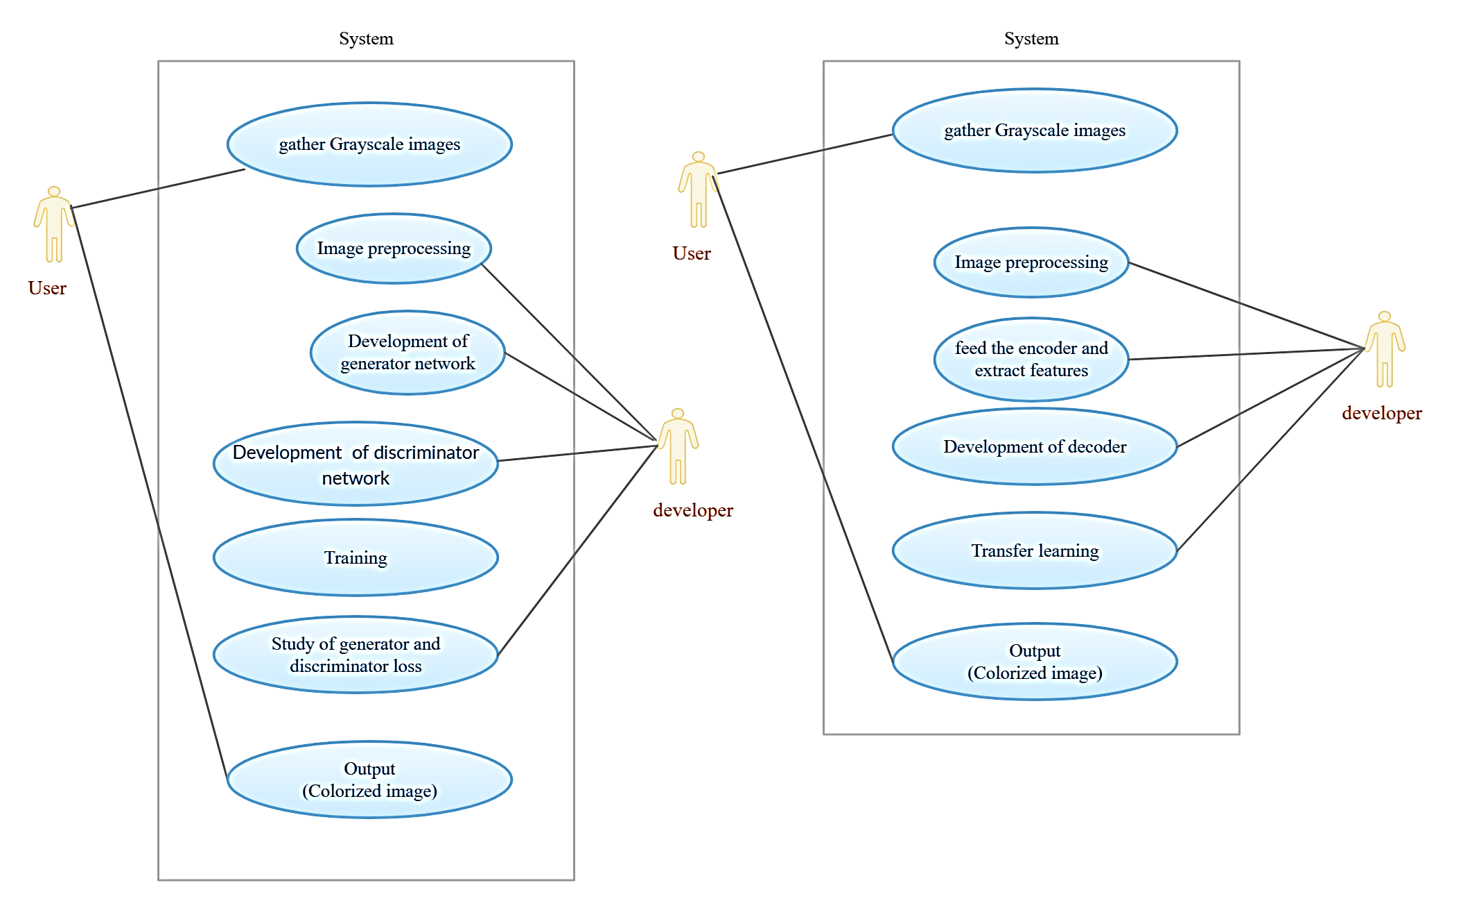 System
gather Grayscale images
User
Image preprocessing
Development of
generator network
Development of discriminator
network
developer
Training
Study of generator and
discriminator loss
Output
(Colorized image)
System
gather Grayscale images
User
Image preprocessing
feed the encoder and
extract features
developer
Development of decoder
Transfer learning
Output
(Colorized image)